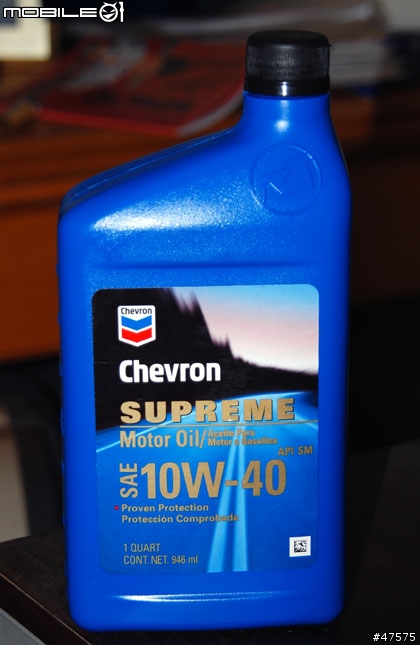 MOBILE01
Chevron
Chevron
SUPREME
Motor Oil/Aceite Para
Motor a Gasolina
API SM
SAE 10W-40
Proven Protection
Protección Comprobada
1 QUART
CONT. NET. 946 ml
#47575